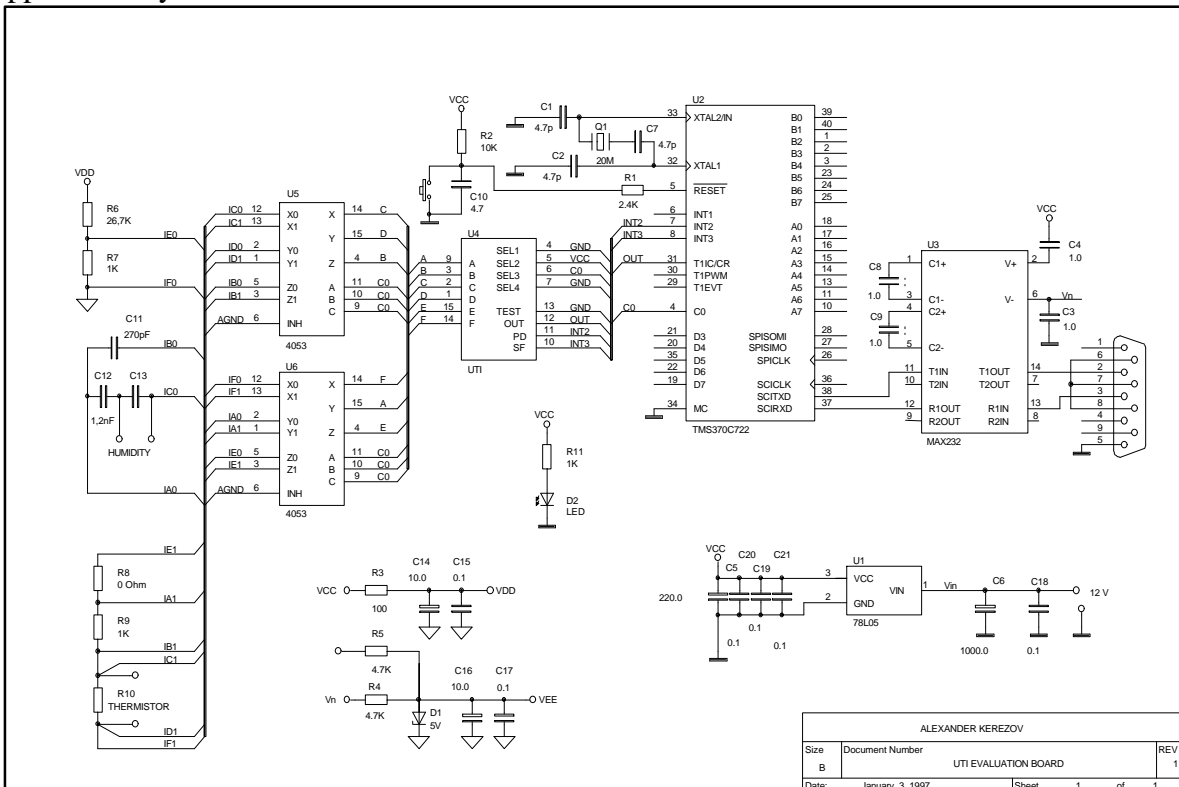 VCC
C1
4.7p
Q1
20M
C7
4.7p
C2
4.7p
R2
10K
C10
4.7
R1
2.4K
VDD
R6
26,7K
R7
1K
IE0
IF0
C11
270pF
IB0
C12
C13
1,2nF
IC0
HUMIDITY
IA0
IE1
R8
0 Ohm
IA1
R9
1K
IB1
IC1
R10
THERMISTOR
ID1
IF1
U5
IC0 12 X0 X 14 C
IC1 13 X1
ID0 2 Y0 Y 15 D
ID1 1 Y1 Z 4 B
IB0 5 Z0 A 11 C0
IB1 3 Z1 B 10 C0
C 9 C0
AGND 6 INH
4053
U6
IF0 12 X0 X 14 F
IF1 13 X1
IA0 2 Y0 Y 15 A
IA1 1 Y1 Z 4 E
IE0 5 Z0 A 11 C0
IE1 3 Z1 B 10 C0
C 9 C0
AGND 6 INH
4053
U4
SEL1 4 GND
A 9 A SEL2 5 VCC
B 3 B SEL3 6 C0
C 2 C SEL4 7 GND
D 1 D
E 15 E TEST 13 GND
F 14 F OUT 12 OUT
PD 11 INT2
SF 10 INT3
UTI
U2
33 XTAL2/IN
32 XTAL1
5 RESET
6 INT1
INT2 7 INT2
INT3 8 INT3
OUT 31 T1IC/CR
30 T1PWM
29 T1EVT
C0 4 C0
21 D3
20 D4
35 D5
22 D6
19 D7
34 MC
B0 39
B1 40
B2 1
B3 2
B4 3
B5 23
B6 24
B7 25
A0 18
A1 17
A2 16
A3 15
A4 14
A5 13
A6 11
A7 10
SPISOMI 28
SPISIMO 27
SPICLK 26
SCICLK 36
SCITXD 38
SCIRXD 37
TMS370C722
U3
1 C1+ V+ 2
3 C1- V- 6 Vn
4 C2+
5 C2-
11 T1IN T1OUT 14
10 T2IN T2OUT 7
12 R1OUT R1IN 13
9 R2OUT R2IN 8
MAX232
C8
1.0
C9
1.0
VCC
C4
1.0
C3
1.0
1
6
2
7
3
8
4
9
5
VCC
R11
1K
D2
LED
VCC
R3
100
C14
10.0
C15
0.1
VDD
R5
4.7K
Vn
R4
4.7K
D1
5V
C16
10.0
C17
0.1
VEE
VCC
C5
220.0
C20
0.1
C19
0.1
C21
0.1
U1
3 VCC
VIN 1 Vin
2 GND
78L05
C6
1000.0
C18
0.1
12 V
ALEXANDER KEREZOV
Size Document Number REV
B UTI EVALUATION BOARD 1
Date: January 3, 1997 Sheet 1 of 1